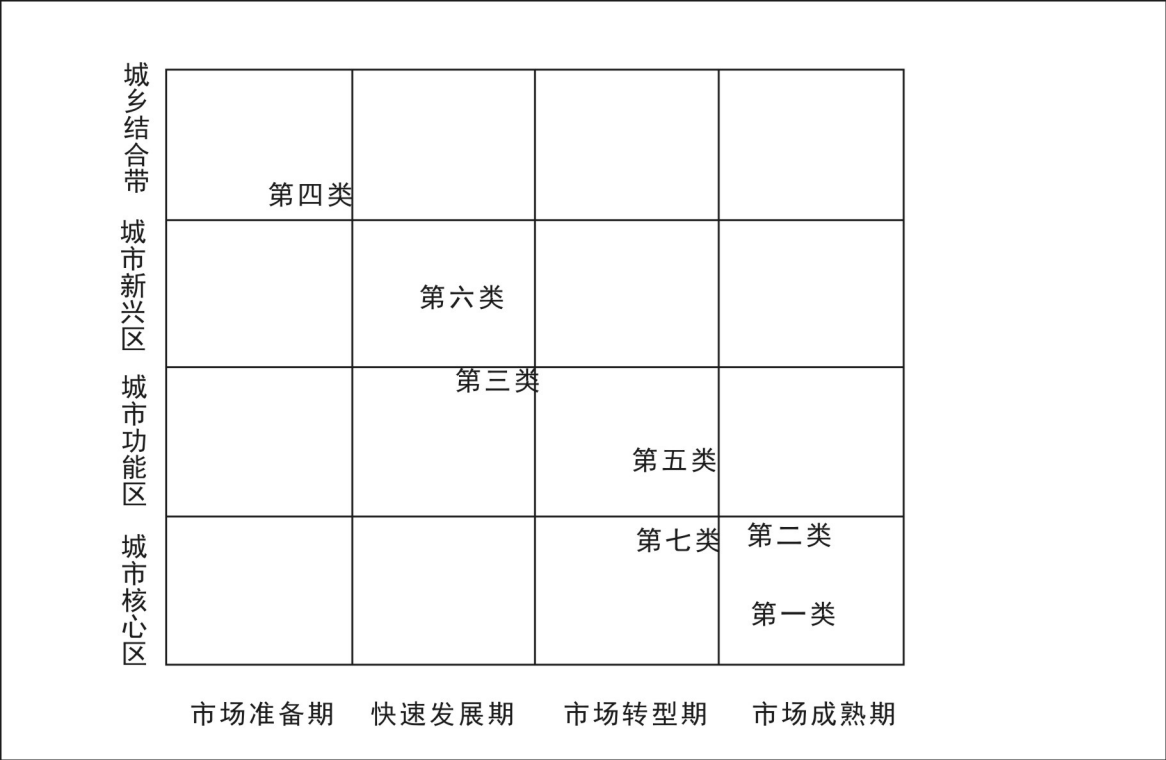 城乡结合带
第四类
城市新兴区
第六类
城市功能区
第三类
第五类
城市核心区
第七类
第二类
第一类
市场准备期
快速发展期
市场转型期
市场成熟期